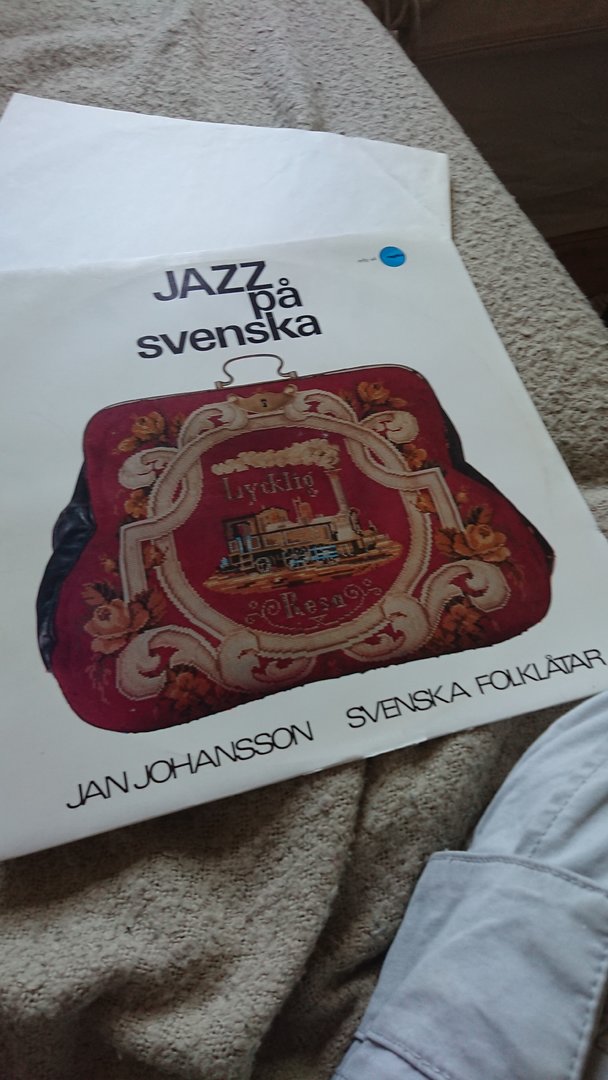 JAZZ
på
svenska
Lycklig
Resa
JAN JOHANSSON SVENSKA FOLKLÅTAR